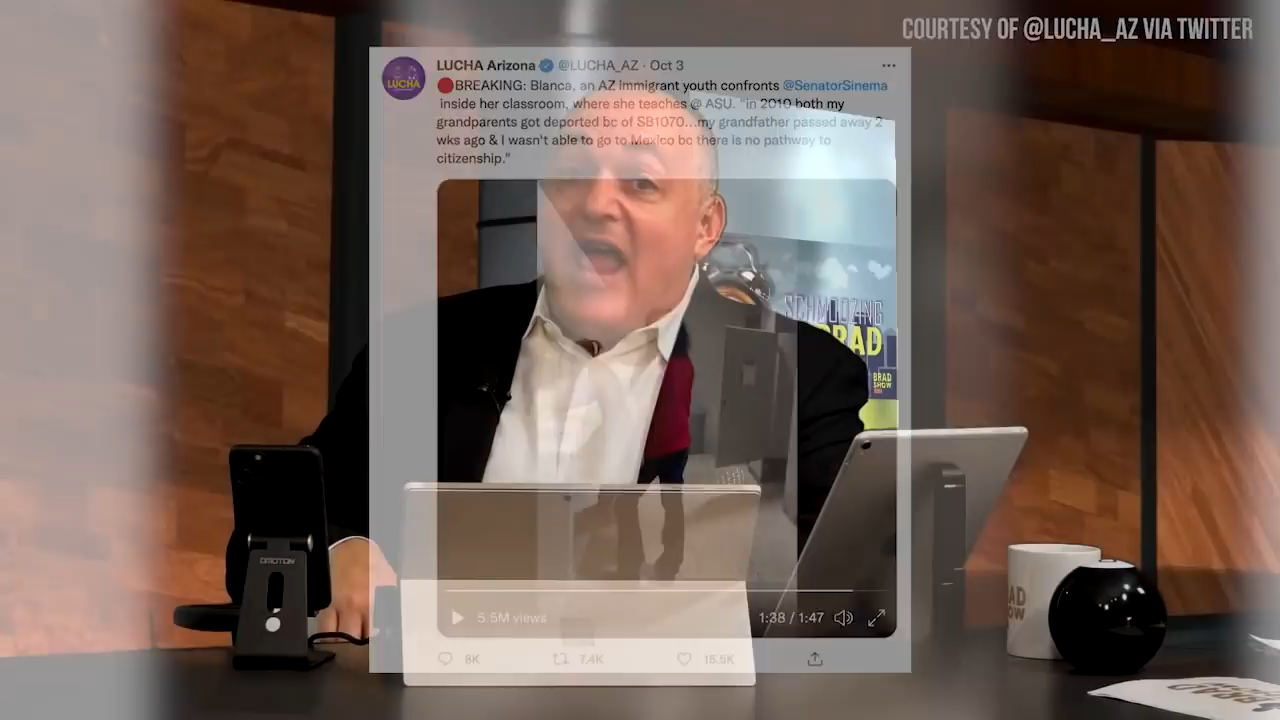 COURTESY OF @LUCHA_AZ VIA TWITTER
LUCHA Arizona @LUCHA_AZ · Oct 3
BREAKING: Blanca, an AZ immigrant youth confronts @SenatorSinema
inside her classroom, where she teaches @ ASU. "in 2010 both my
grandparents got deported bc of SB1070...my grandfather passed away 2
wks ago & I wasn't able to go to Mexico bc there is no pathway to
citizenship."
LUCHA
SCHMOOZING
BRAD
BRAD
SHOW
OMOTON
5.5M views
1:38 / 1:47
8K
7.4K
15.5K
AD
OW
BRAD